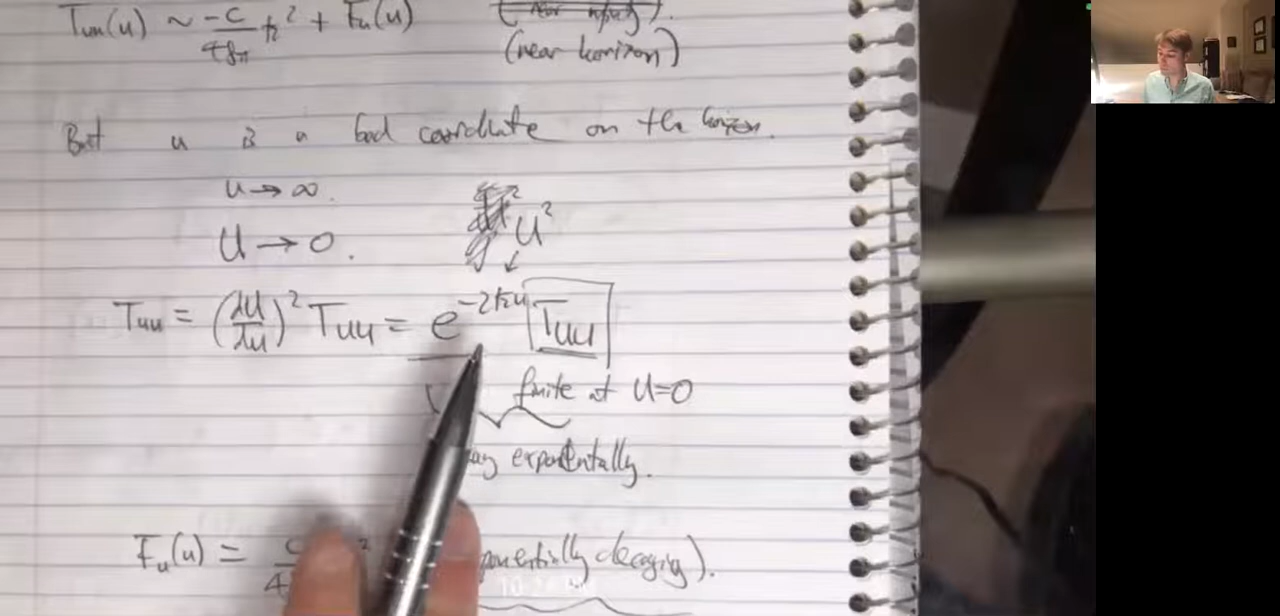 Tuu(u) ~ -c/48π κ² + Fu(u)
(near horizon)
But u is a bad coordinate on the horizon.
u → ∞.
U → 0.
U²
Tuu = (dU/du)² TUU = e^-2κu TUU
finite at U=0
exponentially.
Fu(u) =
decaying).